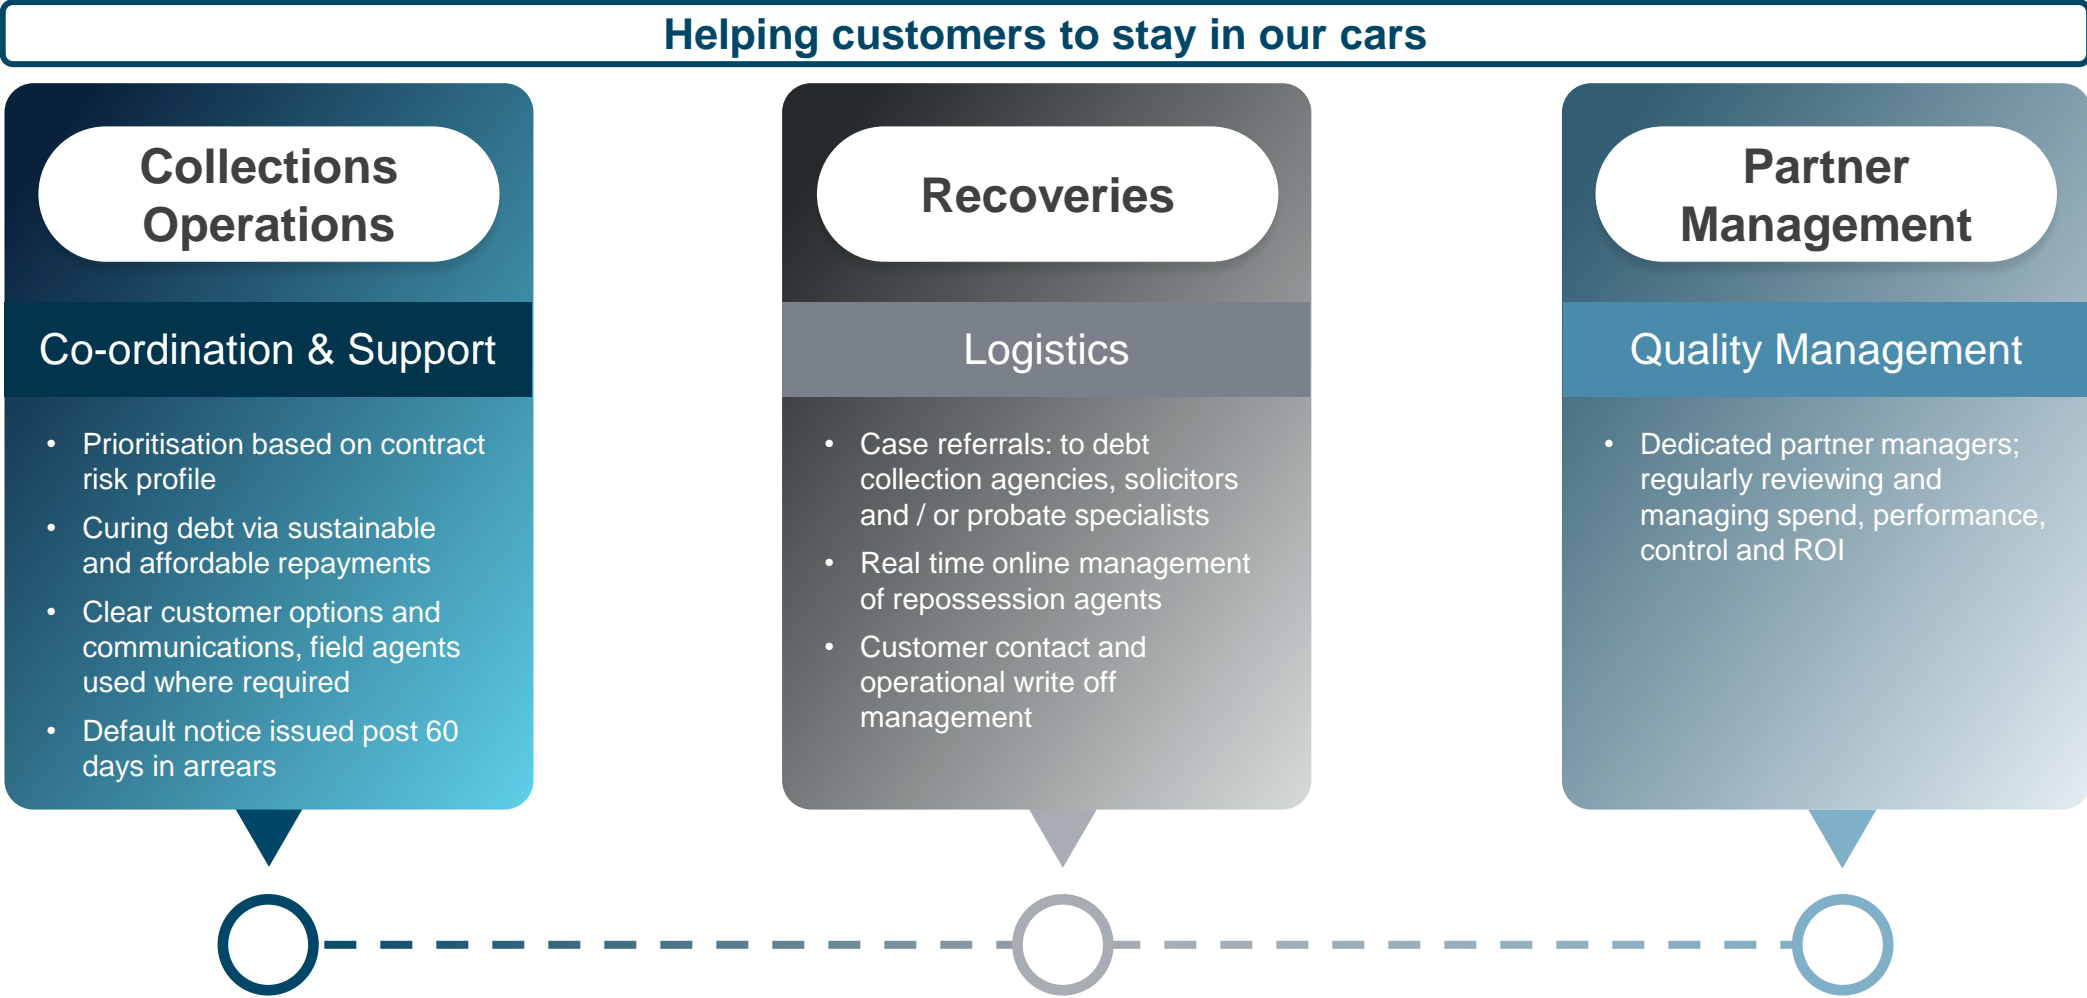 Helping customers to stay in our cars
Collections
Operations
Co-ordination & Support
• Prioritisation based on contract
risk profile
• Curing debt via sustainable
and affordable repayments
• Clear customer options and
communications, field agents
used where required
• Default notice issued post 60
days in arrears
Recoveries
Logistics
• Case referrals: to debt
collection agencies, solicitors
and / or probate specialists
• Real time online management
of repossession agents
• Customer contact and
operational write off
management
Partner
Management
Quality Management
• Dedicated partner managers;
regularly reviewing and
managing spend, performance,
control and ROI